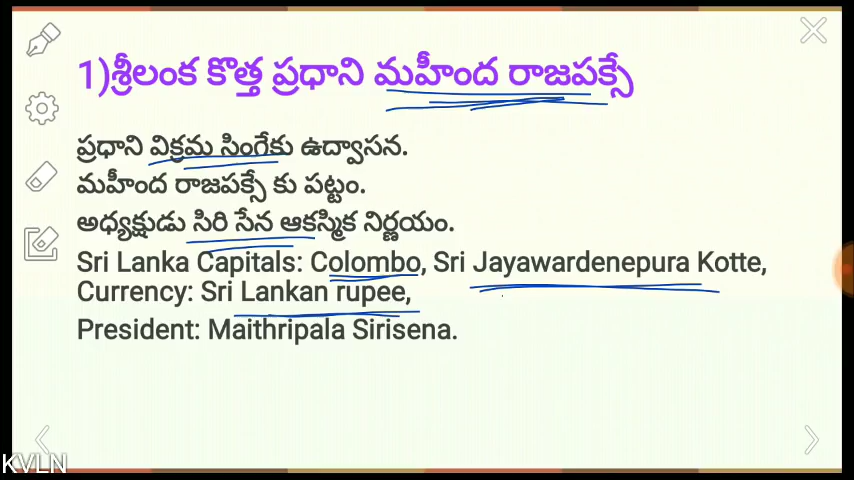 1)శ్రీలంక కొత్త ప్రధాని మహీంద రాజపక్సే
ప్రధాని విక్రమ సింగేకు ఉద్వాసన.
మహీంద రాజపక్సే కు పట్టం.
అధ్యక్షుడు సిరి సేన ఆకస్మిక నిర్ణయం.
Sri Lanka Capitals: Colombo, Sri Jayawardenepura Kotte,
Currency: Sri Lankan rupee,
President: Maithripala Sirisena.
KVLN